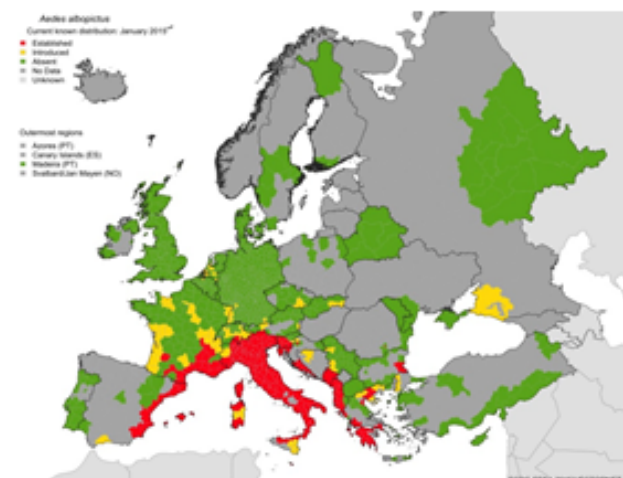 Aedes albopictus
Current known distribution: January 2015
Established
Introduced
Absent
No Data
Unknown
Outermost regions
Azores (PT)
Canary Islands (ES)
Madeira (PT)
Svalbard/Jan Mayen (NO)